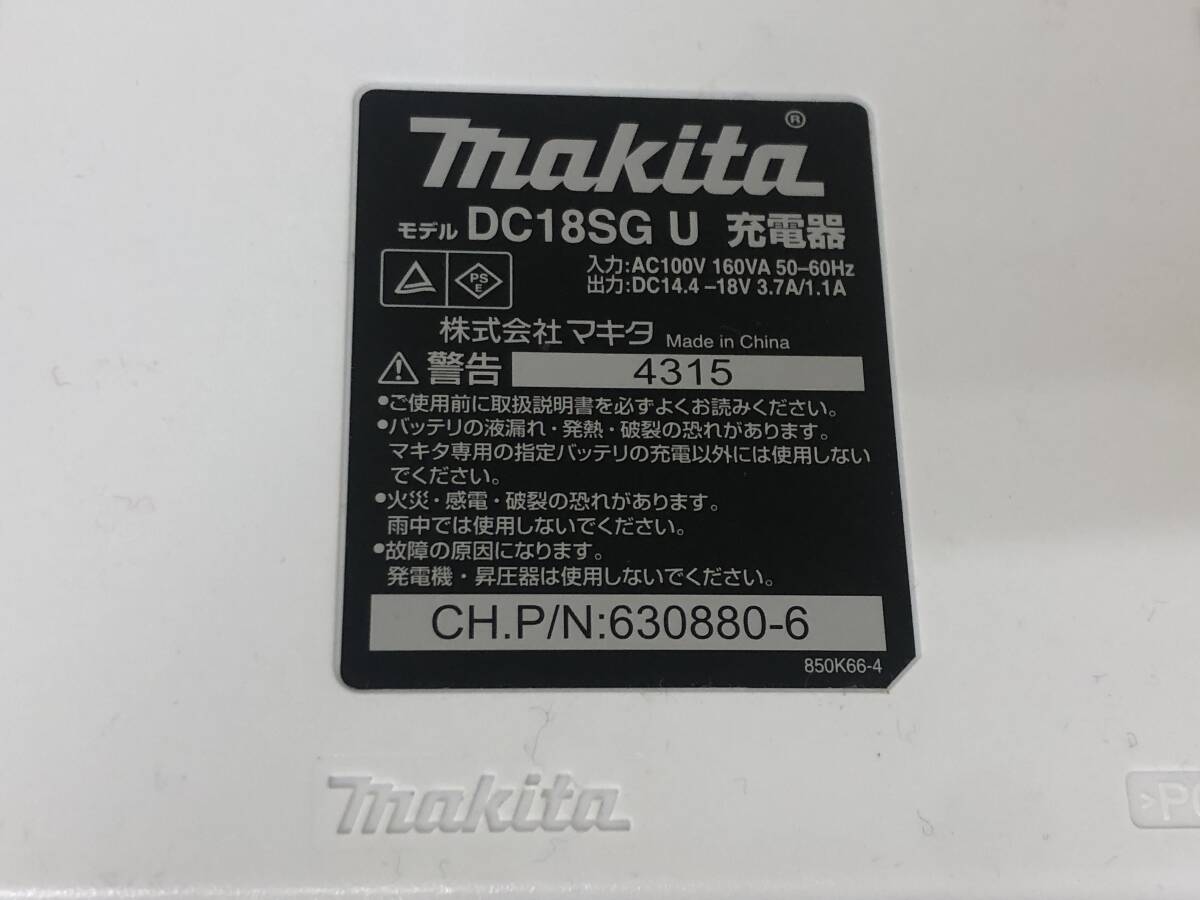 makita®
モデル DC18SG U 充電器
PS E
入力:AC100V 160VA 50-60Hz
出力:DC14.4 -18V 3.7A/1.1A
株式会社マキタ Made in China
警告 4315
•ご使用前に取扱説明書を必ずよくお読みください。
•バッテリの液漏れ・発熱・破裂の恐れがあります。
マキタ専用の指定バッテリの充電以外には使用しない
でください。
•火災・感電・破裂の恐れがあります。
雨中では使用しないでください。
•故障の原因になります。
発電機・昇圧器は使用しないでください。
CH.P/N:630880-6
850K66-4
makita